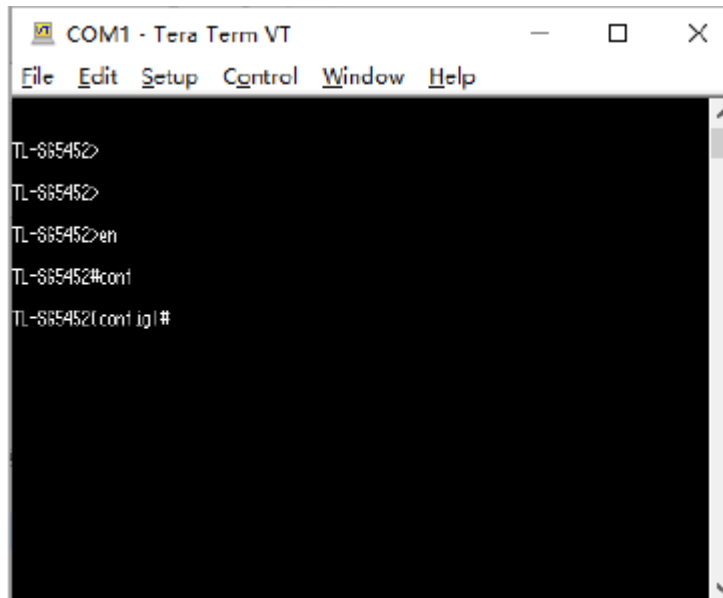 COM1 - Tera Term VT
File Edit Setup Control Window Help
TL-SG5452>
TL-SG5452>
TL-SG5452>en
TL-SG5452#conf
TL-SG5452(config)#